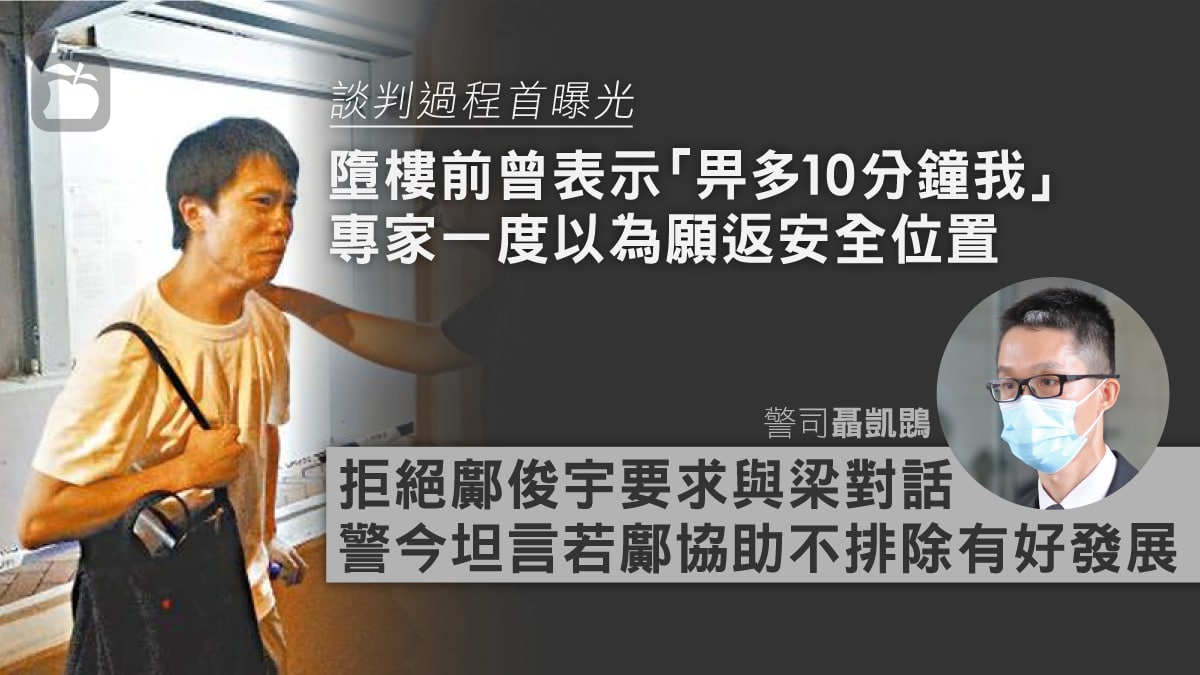 談判過程首曝光
墮樓前曾表示「畀多10分鐘我」
專家一度以為願返安全位置
警司聶凱鵾
拒絕鄺俊宇要求與梁對話
警今坦言若鄺協助不排除有好發展